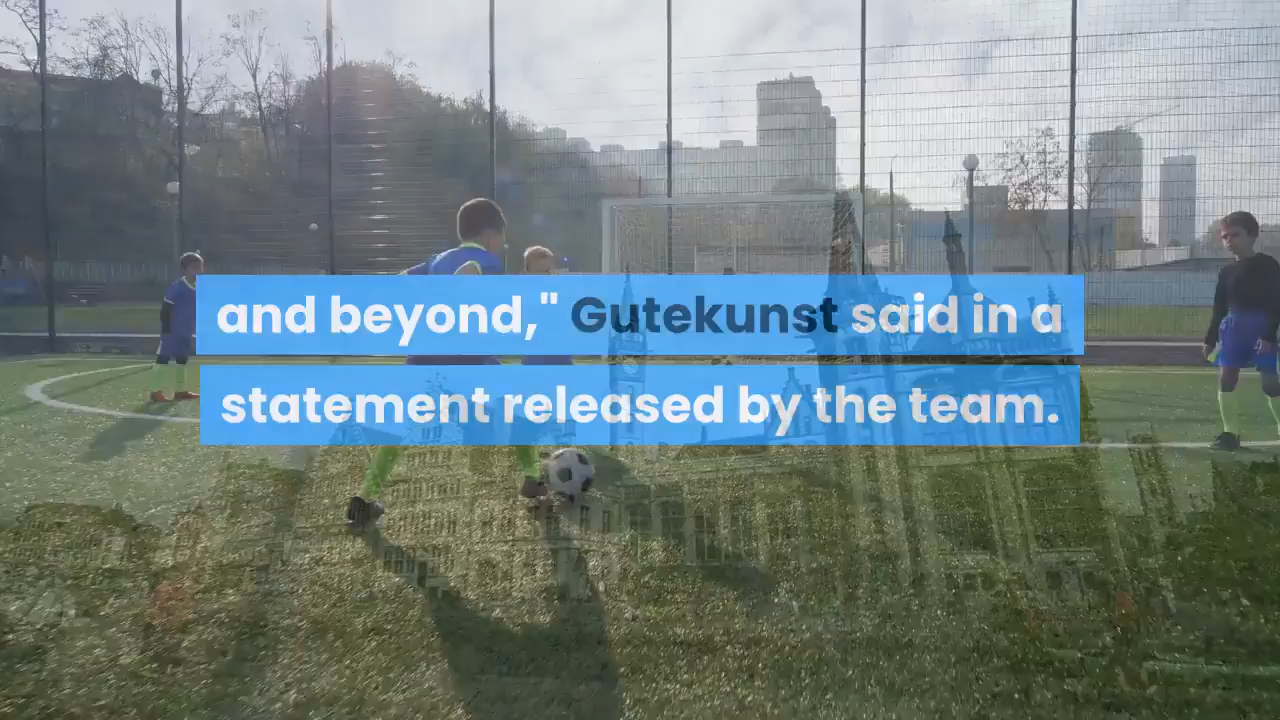 and beyond," Gutekunst said in a
statement released by the team.